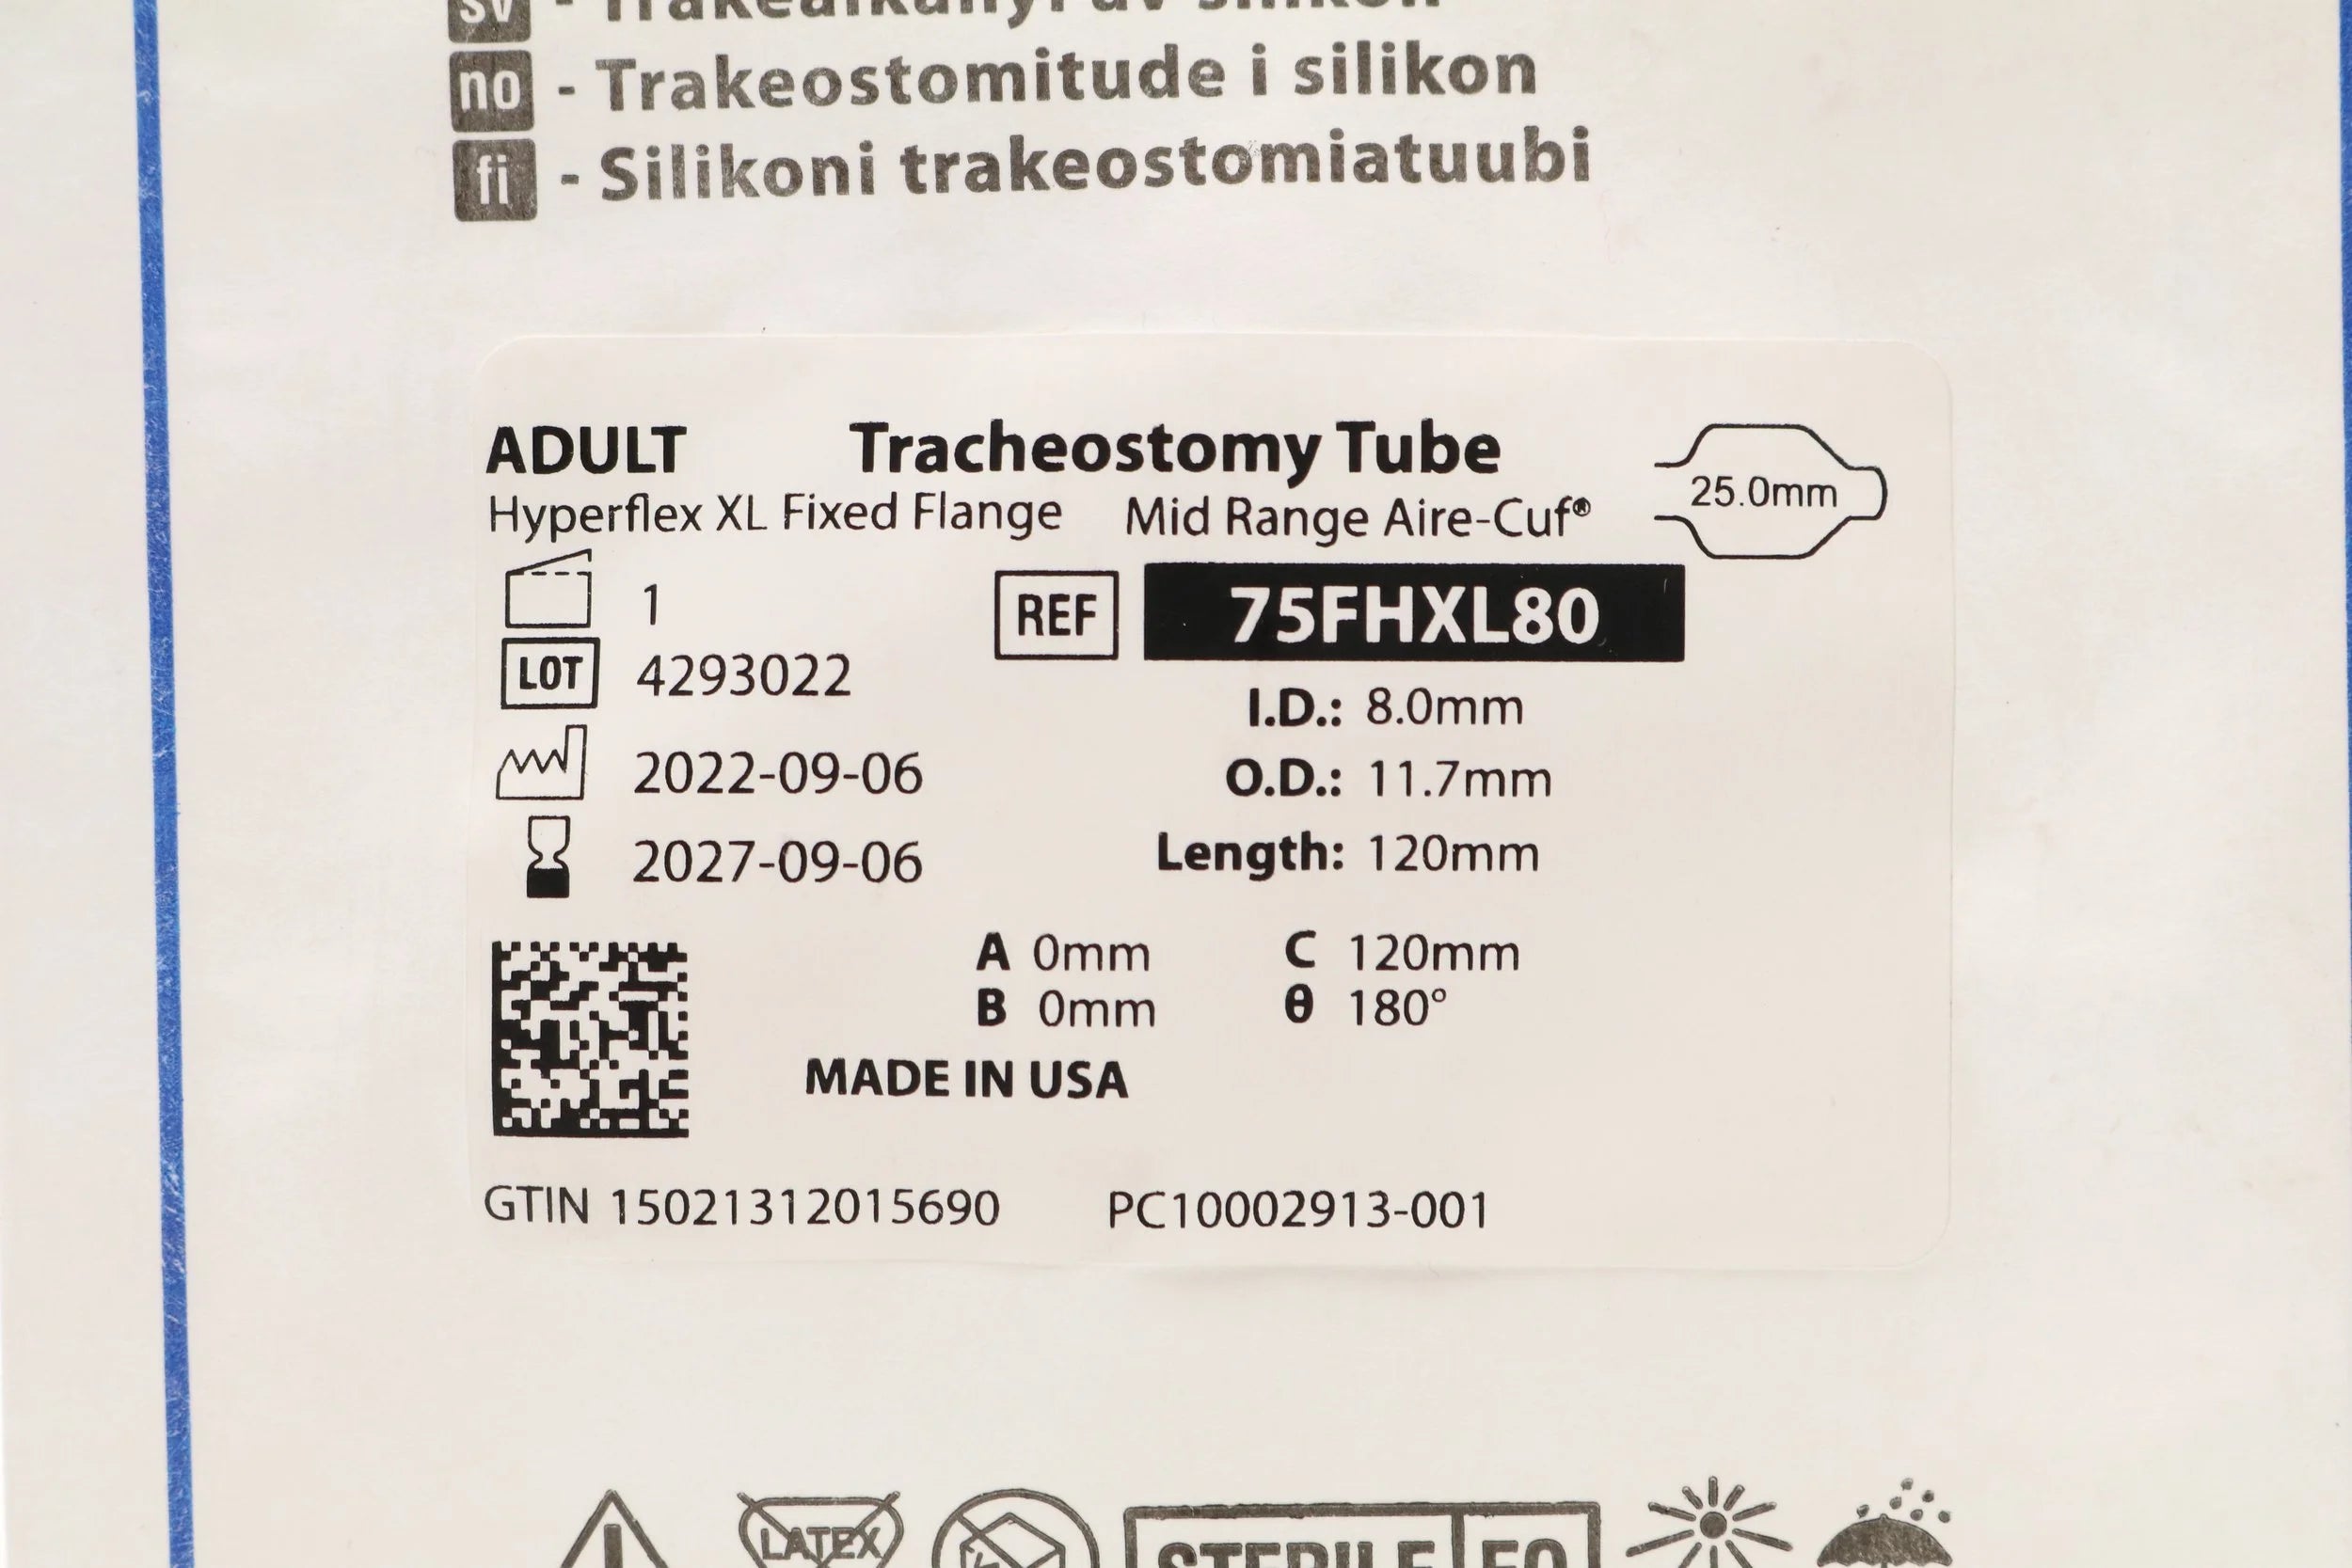 no - Trakeostomitude i silikon
fi - Silikoni trakeostomiatuubi
ADULT Tracheostomy Tube
Hyperflex XL Fixed Flange Mid Range Aire-Cuf®
25.0mm
1
REF 75FHXL80
LOT 4293022
I.D.: 8.0mm
2022-09-06
O.D.: 11.7mm
2027-09-06
Length: 120mm
A 0mm C 120mm
B 0mm θ 180°
MADE IN USA
GTIN 15021312015690 PC10002913-001
LATEX
STERILE EO